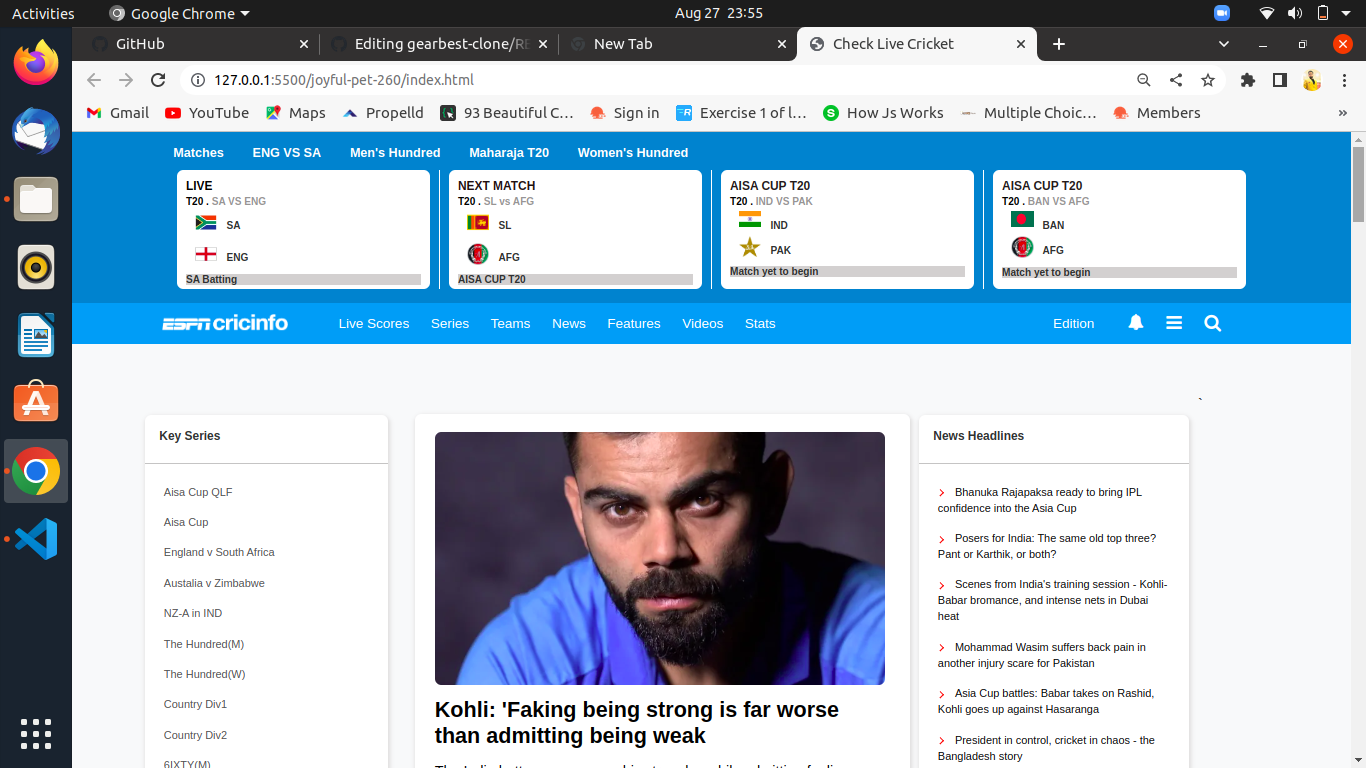 Activities
Google Chrome
Aug 27 23:55
GitHub
Editing gearbest-clone/RE
New Tab
Check Live Cricket
127.0.0.1:5500/joyful-pet-260/index.html
Gmail
YouTube
Maps
Propelld
93 Beautiful C…
Sign in
Exercise 1 of l…
How Js Works
Multiple Choic…
Members
»
Matches
ENG VS SA
Men's Hundred
Maharaja T20
Women's Hundred
LIVE
T20 . SA VS ENG
SA
ENG
SA Batting
NEXT MATCH
T20 . SL vs AFG
SL
AFG
AISA CUP T20
AISA CUP T20
T20 . IND VS PAK
IND
PAK
Match yet to begin
AISA CUP T20
T20 . BAN VS AFG
BAN
AFG
Match yet to begin
ESPN cricinfo
Live Scores
Series
Teams
News
Features
Videos
Stats
Edition
`
Key Series
Aisa Cup QLF
Aisa Cup
England v South Africa
Austalia v Zimbabwe
NZ-A in IND
The Hundred(M)
The Hundred(W)
Country Div1
Country Div2
6IXTY(M)
Kohli: 'Faking being strong is far worse
than admitting being weak
News Headlines
Bhanuka Rajapaksa ready to bring IPL
confidence into the Asia Cup
Posers for India: The same old top three?
Pant or Karthik, or both?
Scenes from India's training session - Kohli-
Babar bromance, and intense nets in Dubai
heat
Mohammad Wasim suffers back pain in
another injury scare for Pakistan
Asia Cup battles: Babar takes on Rashid,
Kohli goes up against Hasaranga
President in control, cricket in chaos - the
Bangladesh story